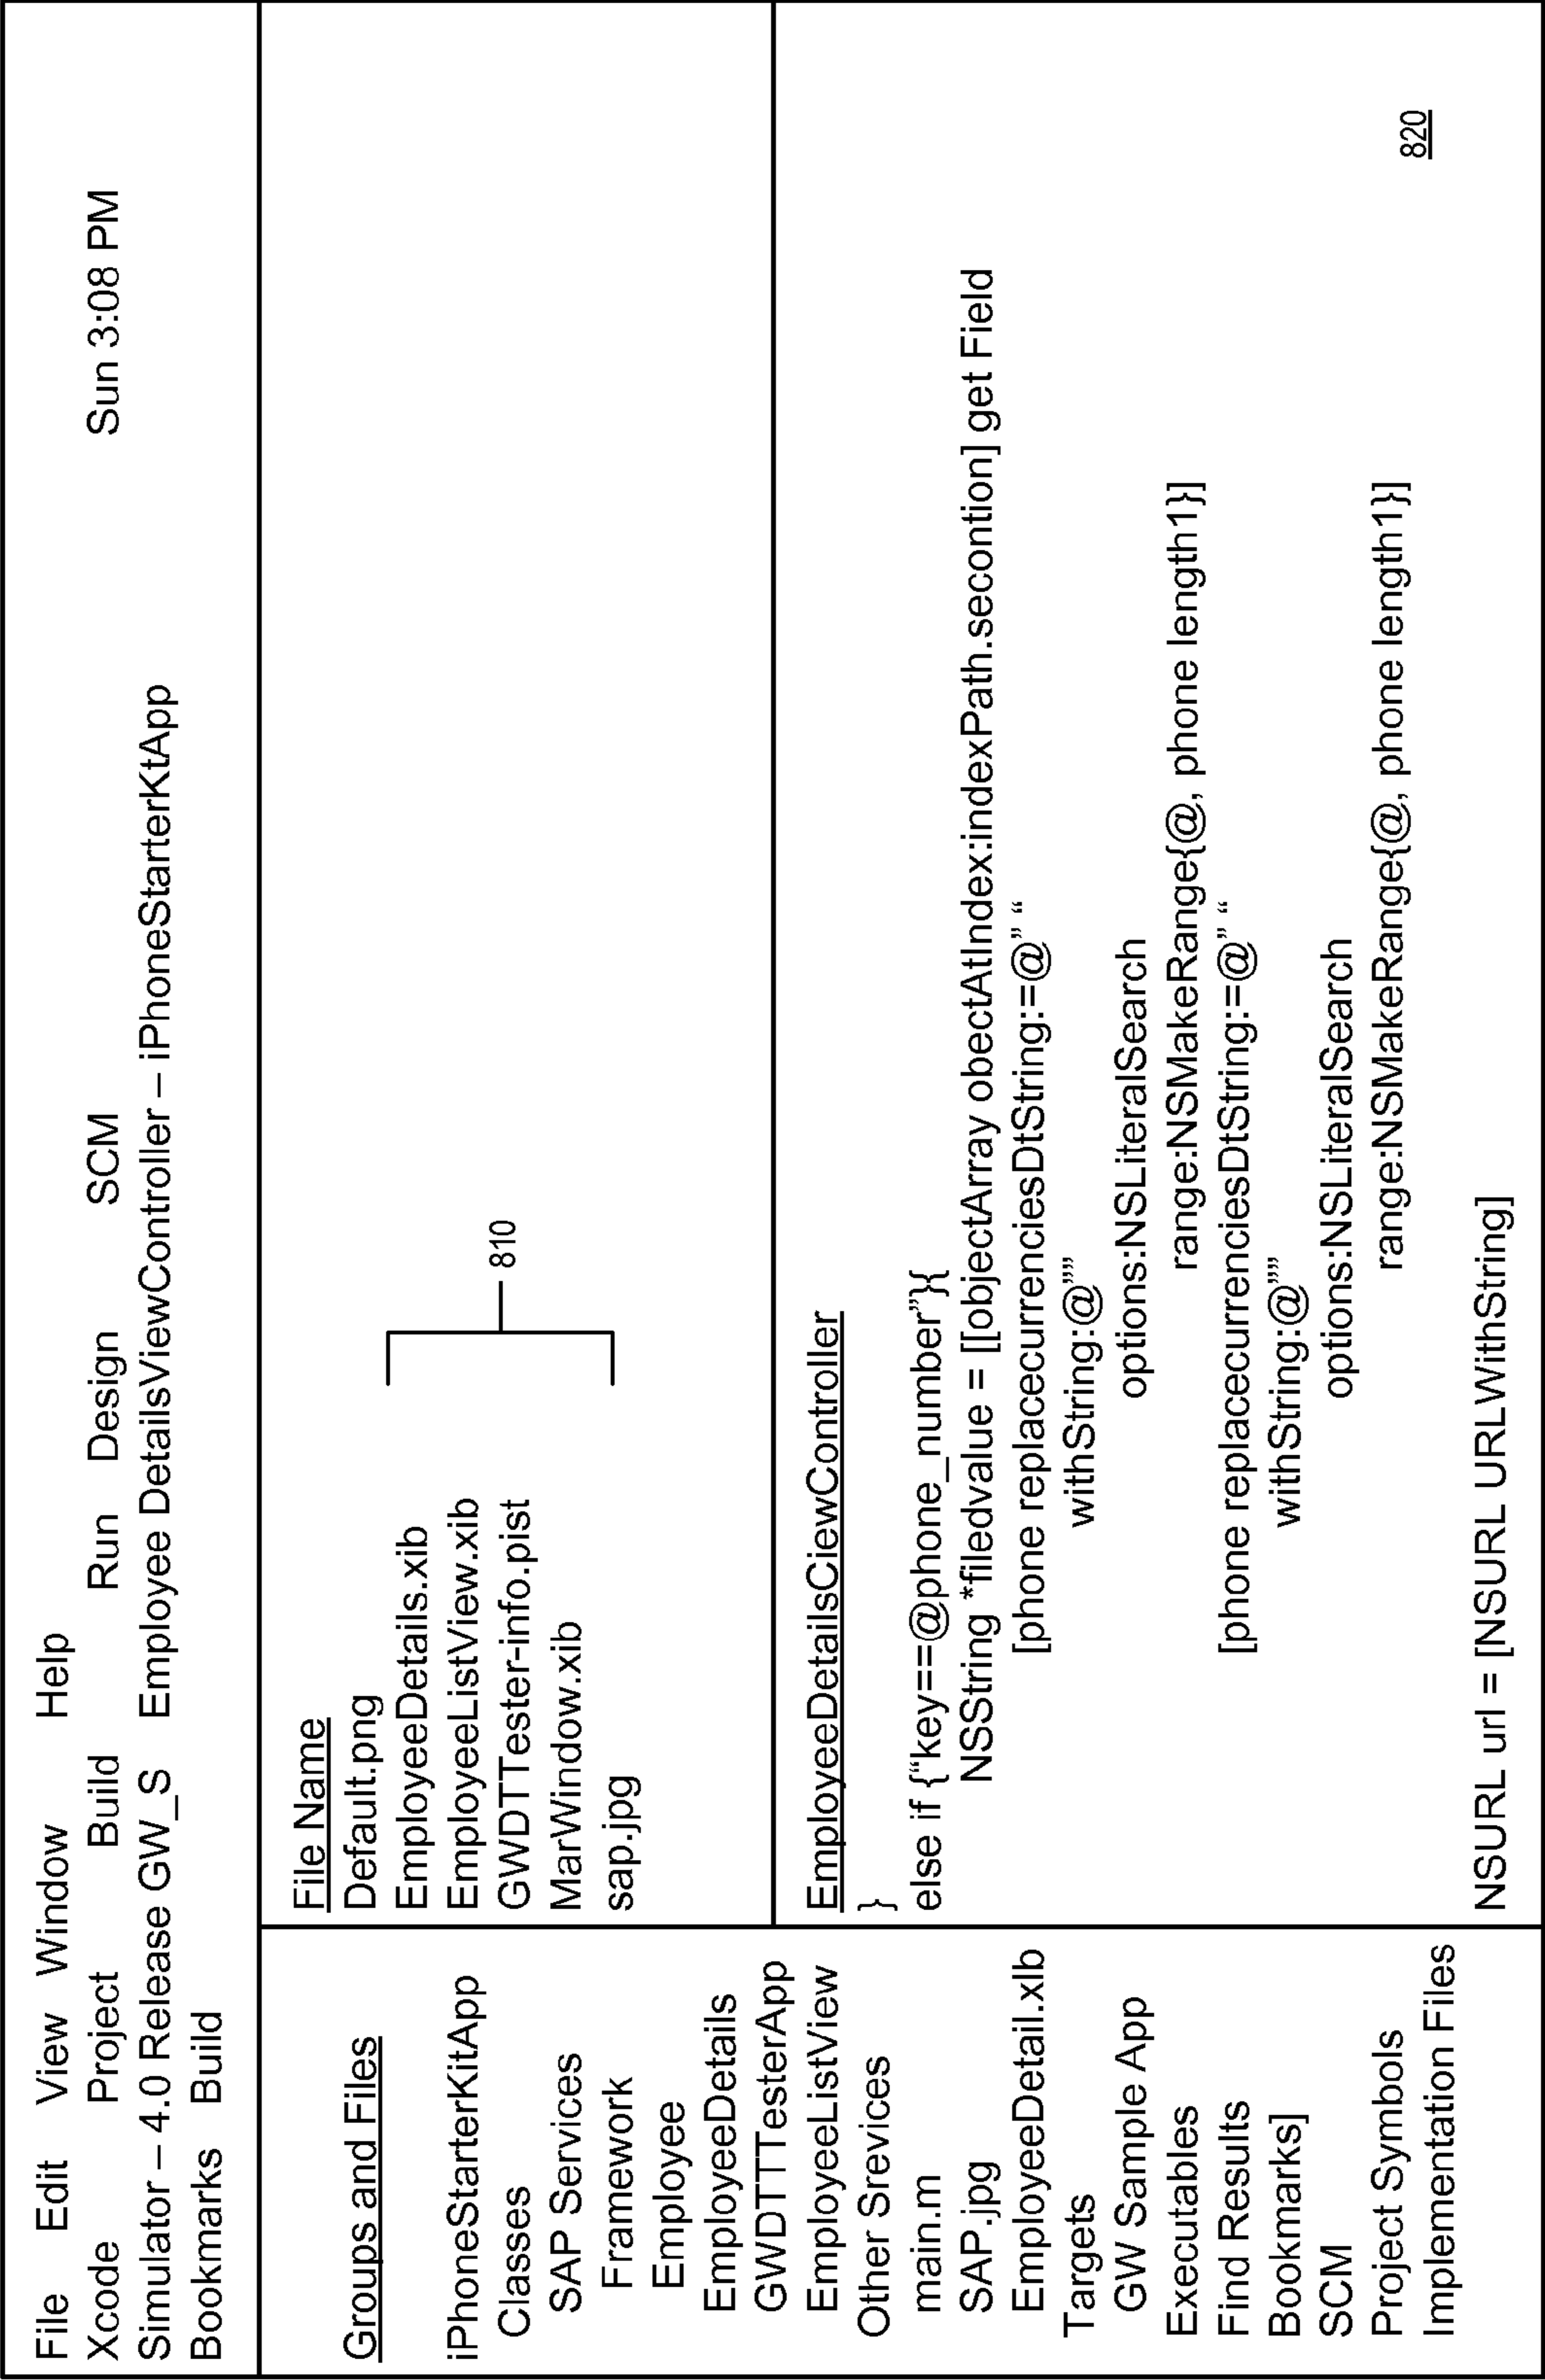 File Edit View Window Help
Xcode Project Build Run Design SCM Sun 3:08 PM
Simulator – 4.0 Release GW_S Employee DetailsViewController – iPhoneStarterKtApp
Bookmarks Build
Groups and Files
iPhoneStarterKitApp
Classes
SAP Services
Framework
Employee
EmployeeDetails
GWDTTTesterApp
EmployeeListView
Other Srevices
main.m
SAP.jpg
EmployeeDetail.xlb
Targets
GW Sample App
Executables
Find Results
Bookmarks]
SCM
Project Symbols
Implementation Files
File Name
Default.png
EmployeeDetails.xib
EmployeeListView.xib
GWDTTester-info.pist
MarWindow.xib
sap.jpg
810
EmployeeDetailsCiewController
}
else if {“key==@phone_number”}{
NSString *filedvalue = [[objectArray obectAtIndex:indexPath.secontion] get Field
[phone replacecurrenciesDtString:=@” “
withString:@””
options:NSLiteralSearch
range:NSMakeRange{@, phone length1}]
[phone replacecurrenciesDtString:=@” “
withString:@””
options:NSLiteralSearch
range:NSMakeRange{@, phone length1}]
NSURL url = [NSURL URLWithString]
820